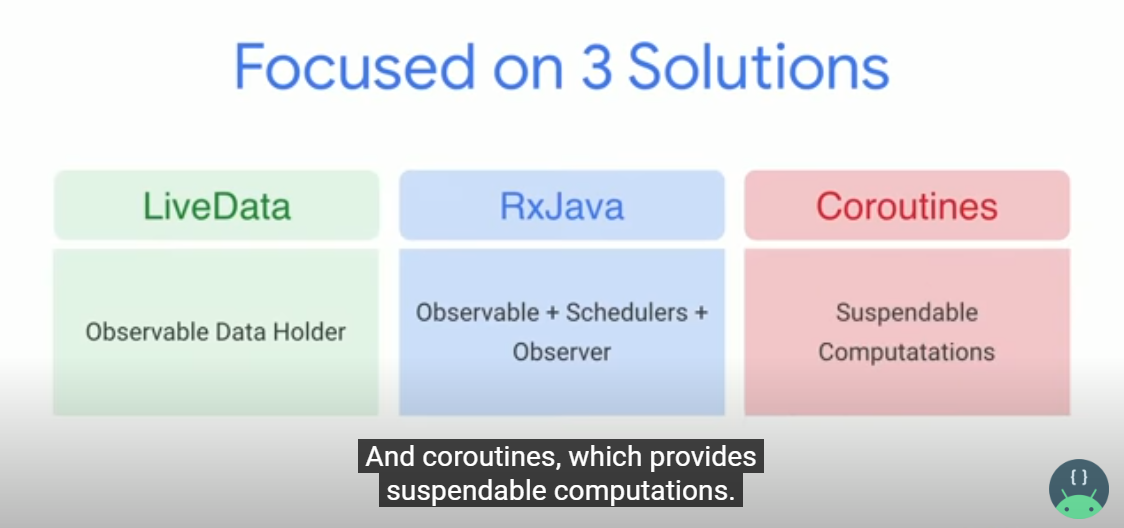 Focused on 3 Solutions
LiveData
RxJava
Coroutines
Observable Data Holder
Observable + Schedulers +
Observer
Suspendable
Computatations
And coroutines, which provides
suspendable computations.
{ }